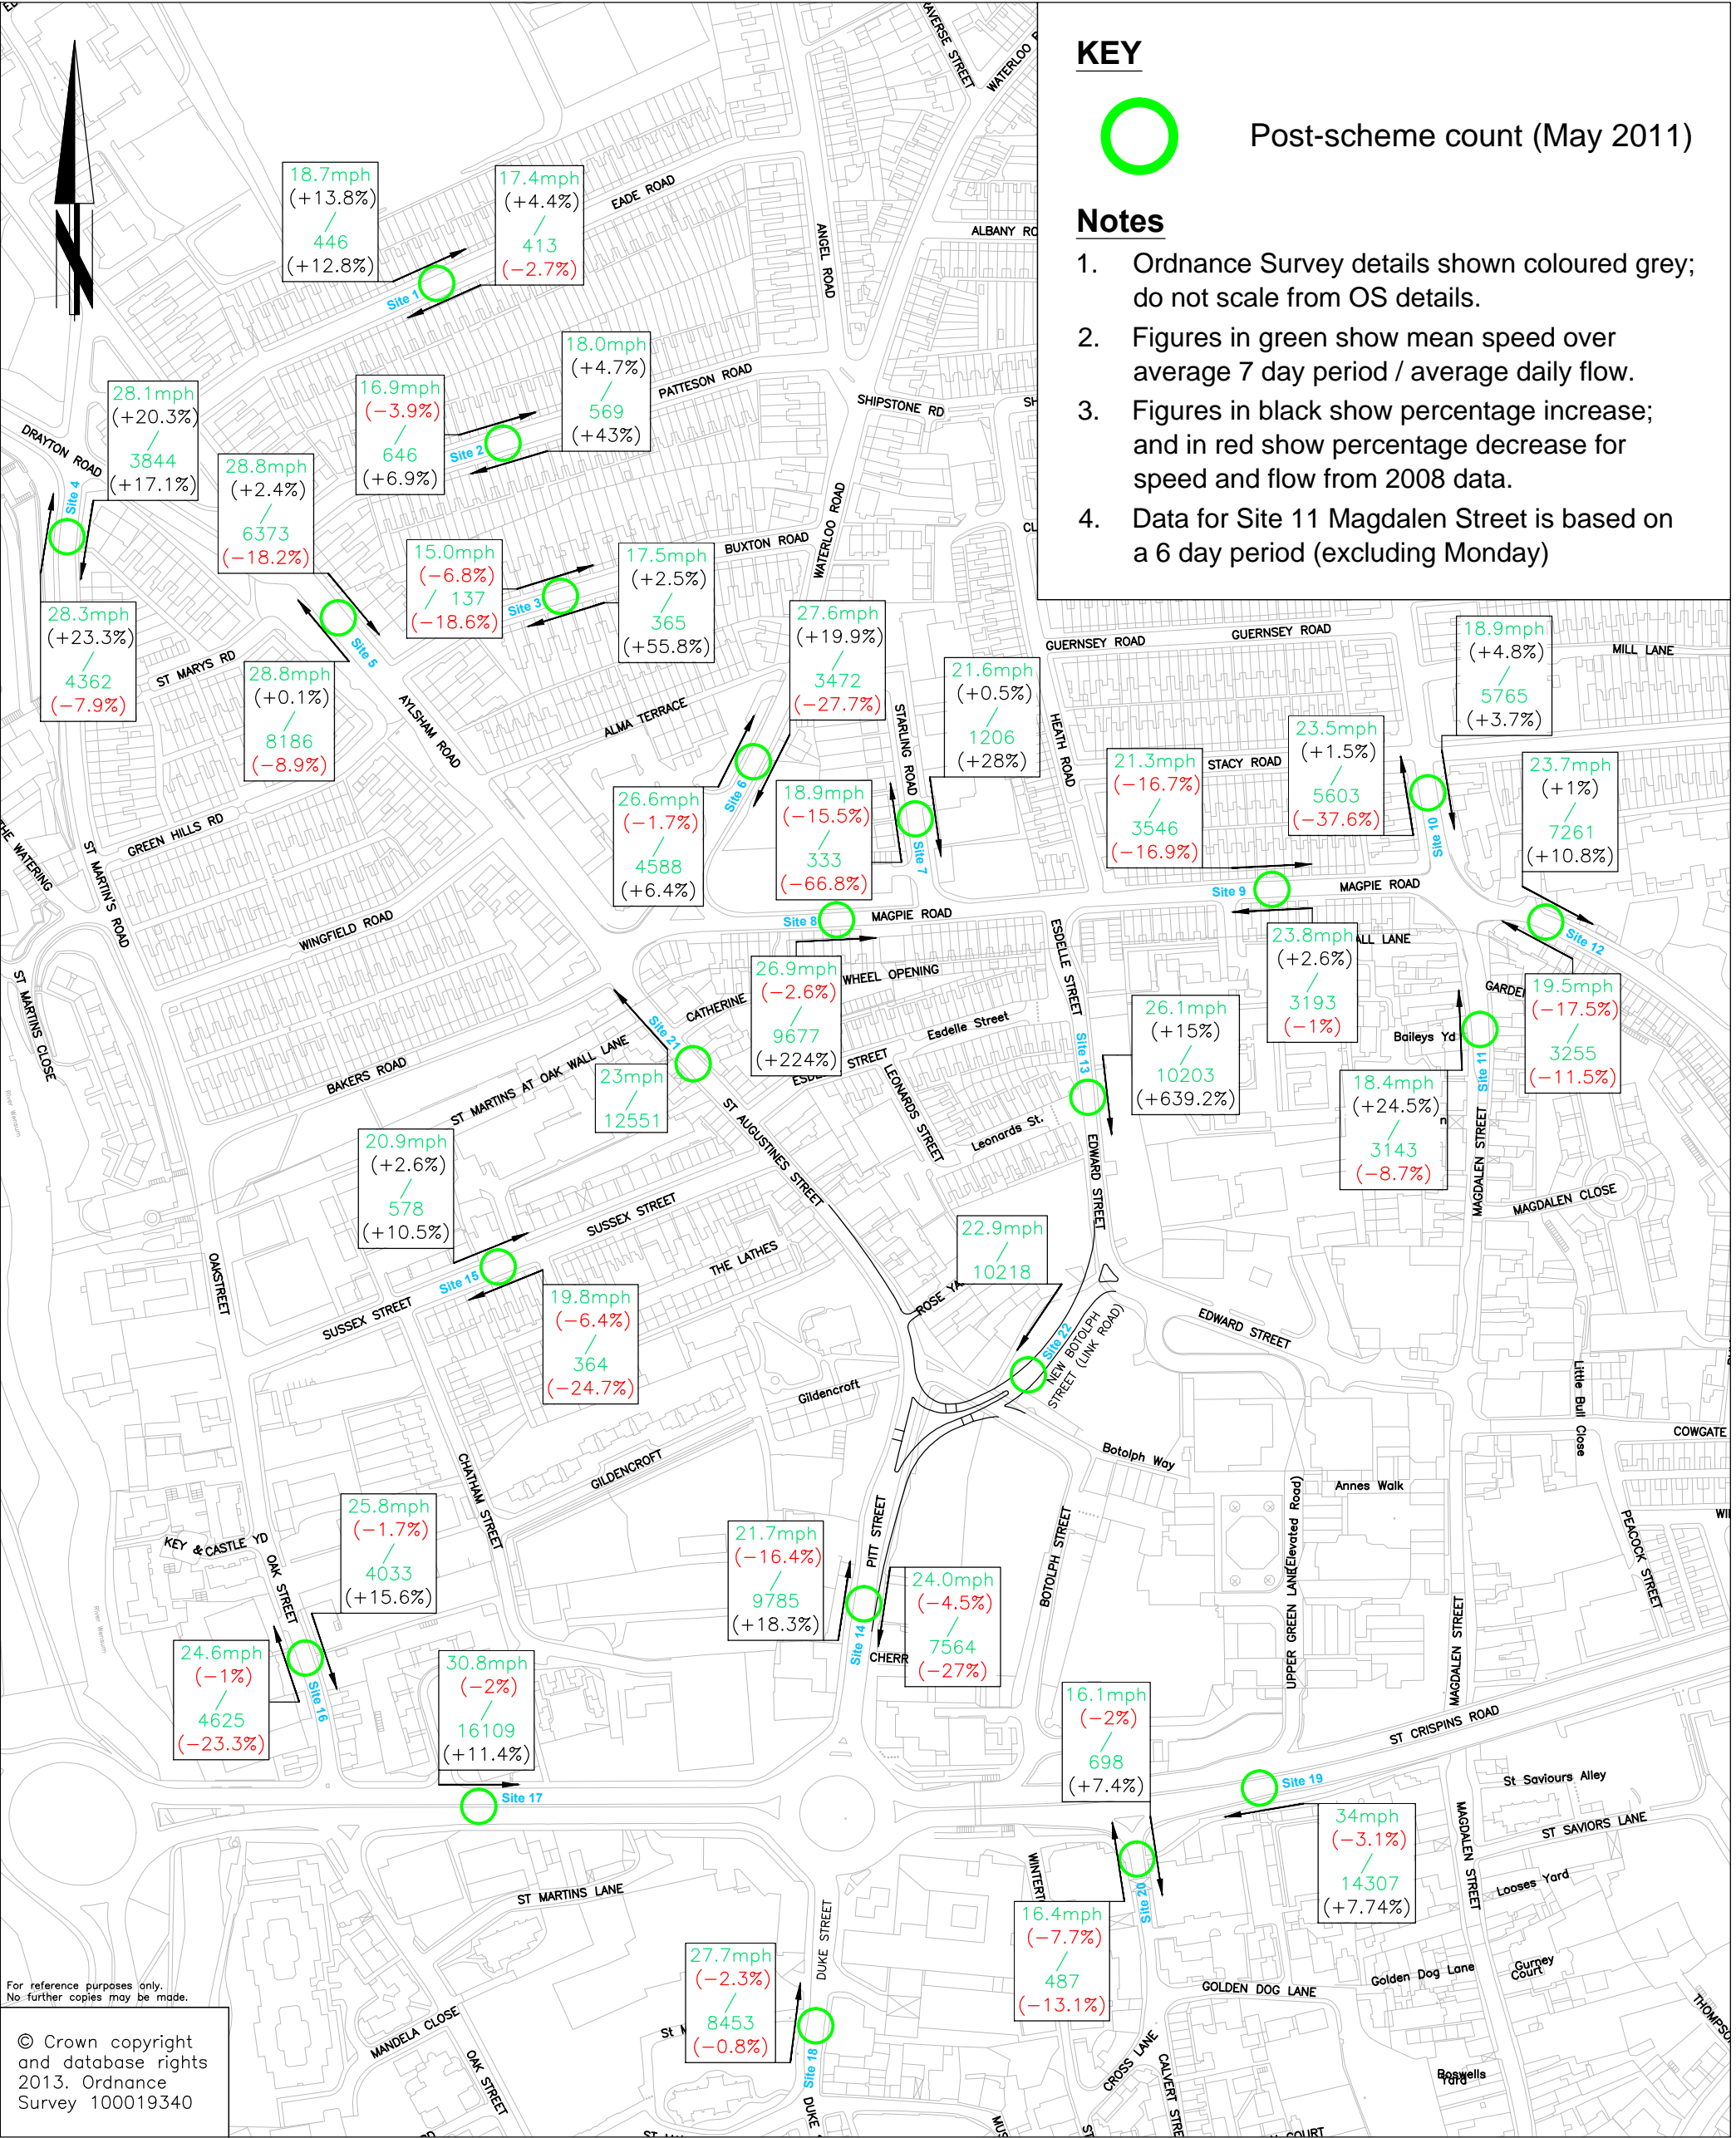 KEY
Post-scheme count (May 2011)
Notes
1. Ordnance Survey details shown coloured grey;
do not scale from OS details.
2. Figures in green show mean speed over
average 7 day period / average daily flow.
3. Figures in black show percentage increase;
and in red show percentage decrease for
speed and flow from 2008 data.
4. Data for Site 11 Magdalen Street is based on
a 6 day period (excluding Monday)
N
WATERLOO
18.7mph
(+13.8%)
/
446
(+12.8%)
17.4mph
(+4.4%)
/
413
(−2.7%)
Site 1
EADE ROAD
ANGEL ROAD
ALBANY RO
18.0mph
(+4.7%)
/
569
(+43%)
16.9mph
(−3.9%)
/
646
(+6.9%)
Site 2
PATTESON ROAD
SHIPSTONE RD
SH
DRAYTON ROAD
28.1mph
(+20.3%)
/
3844
(+17.1%)
Site 4
28.3mph
(+23.3%)
/
4362
(−7.9%)
28.8mph
(+2.4%)
/
6373
(−18.2%)
Site 5
28.8mph
(+0.1%)
/
8186
(−8.9%)
15.0mph
(−6.8%)
/ 137
(−18.6%)
Site 3
17.5mph
(+2.5%)
/
365
(+55.8%)
BUXTON ROAD
WATERLOO ROAD
CL
ST MARYS RD
AYLSHAM ROAD
ALMA TERRACE
27.6mph
(+19.9%)
/
3472
(−27.7%)
Site 6
26.6mph
(−1.7%)
/
4588
(+6.4%)
STARLING ROAD
21.6mph
(+0.5%)
/
1206
(+28%)
18.9mph
(−15.5%)
/
333
(−66.8%)
Site 7
HEATH ROAD
GUERNSEY ROAD
GUERNSEY ROAD
MILL LANE
18.9mph
(+4.8%)
/
5765
(+3.7%)
23.5mph
(+1.5%)
/
5603
(−37.6%)
Site 10
STACY ROAD
21.3mph
(−16.7%)
/
3546
(−16.9%)
Site 9
MAGPIE ROAD
23.8mph
(+2.6%)
/
3193
(−1%)
ALL LANE
23.7mph
(+1%)
/
7261
(+10.8%)
Site 12
19.5mph
(−17.5%)
/
3255
(−11.5%)
GARDE
Baileys Yd
Site 11
18.4mph
(+24.5%)
/
3143
(−8.7%)
n
MAGDALEN STREET
MAGDALEN CLOSE
THE WATERING
GREEN HILLS RD
ST MARTIN'S ROAD
WINGFIELD ROAD
ST MARTINS CLOSE
River Wensum
BAKERS ROAD
Site 8
MAGPIE ROAD
26.9mph
(−2.6%)
/
9677
(+224%)
CATHERINE
WHEEL OPENING
Site 21
23mph
/
12551
ST MARTINS AT OAK WALL LANE
ST AUGUSTINES STREET
Esdelle Street
STREET
LEONARDS STREET
Leonards St.
ESDELLE STREET
Site 13
26.1mph
(+15%)
/
10203
(+639.2%)
EDWARD STREET
20.9mph
(+2.6%)
/
578
(+10.5%)
Site 15
SUSSEX STREET
SUSSEX STREET
19.8mph
(−6.4%)
/
364
(−24.7%)
THE LATHES
OAKSTREET
22.9mph
/
10218
ROSE YA
Site 22
NEW BOTOLPH
STREET (LINK ROAD)
EDWARD STREET
Gildencroft
GILDENCROFT
CHATHAM STREET
Botolph Way
BOTOLPH STREET
Annes Walk
UPPER GREEN LANE(Elevated Road)
Little Bull Close
COWGATE
PEACOCK STREET
WI
KEY & CASTLE YD
OAK STREET
River Wensum
25.8mph
(−1.7%)
/
4033
(+15.6%)
24.6mph
(−1%)
/
4625
(−23.3%)
Site 16
30.8mph
(−2%)
/
16109
(+11.4%)
Site 17
21.7mph
(−16.4%)
/
9785
(+18.3%)
PITT STREET
24.0mph
(−4.5%)
/
7564
(−27%)
Site 14
CHERR
MAGDALEN STREET
ST CRISPINS ROAD
16.1mph
(−2%)
/
698
(+7.4%)
Site 19
34mph
(−3.1%)
/
14307
(+7.74%)
Site 20
16.4mph
(−7.7%)
/
487
(−13.1%)
WINTERT
St Saviours Alley
ST SAVIORS LANE
MAGDALEN STREET
Looses Yard
Golden Dog Lane
GOLDEN DOG LANE
Gurney
Court
THOMPSO
Boswells
Yard
CROSS LANE
CALVERT STRE
COURT
ST MARTINS LANE
DUKE STREET
27.7mph
(−2.3%)
/
8453
(−0.8%)
Site 18
St M
DUKE
MUS
ST
MANDELA CLOSE
OAK STREET
For reference purposes only.
No further copies may be made.
© Crown copyright
and database rights
2013. Ordnance
Survey 100019340